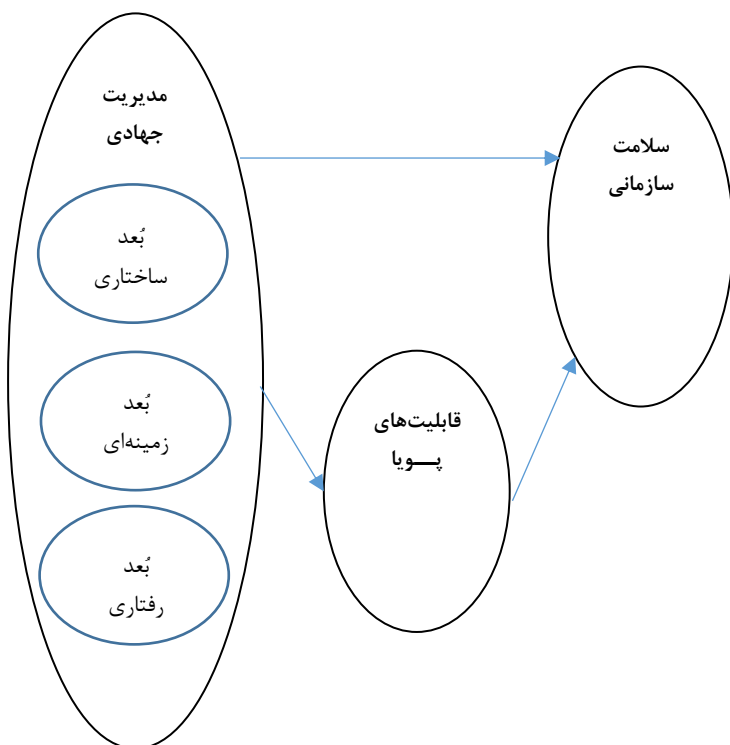 مدیریت
جهادی
سلامت
سازمانی
بُعد
ساختاری
بُعد
زمینه‌ای
قابلیت‌های
پـــویا
بُعد
رفتاری